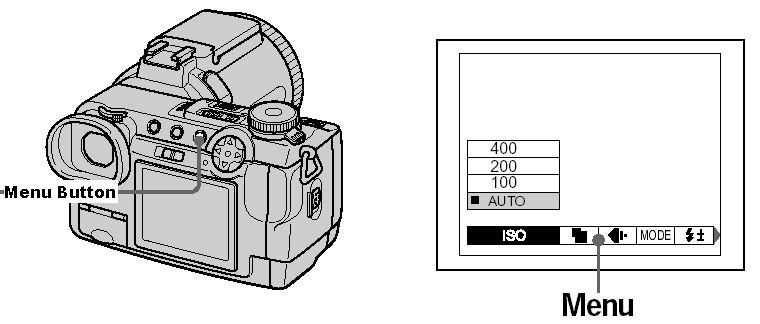 Menu Button
400
200
100
AUTO
ISO MODE
Menu